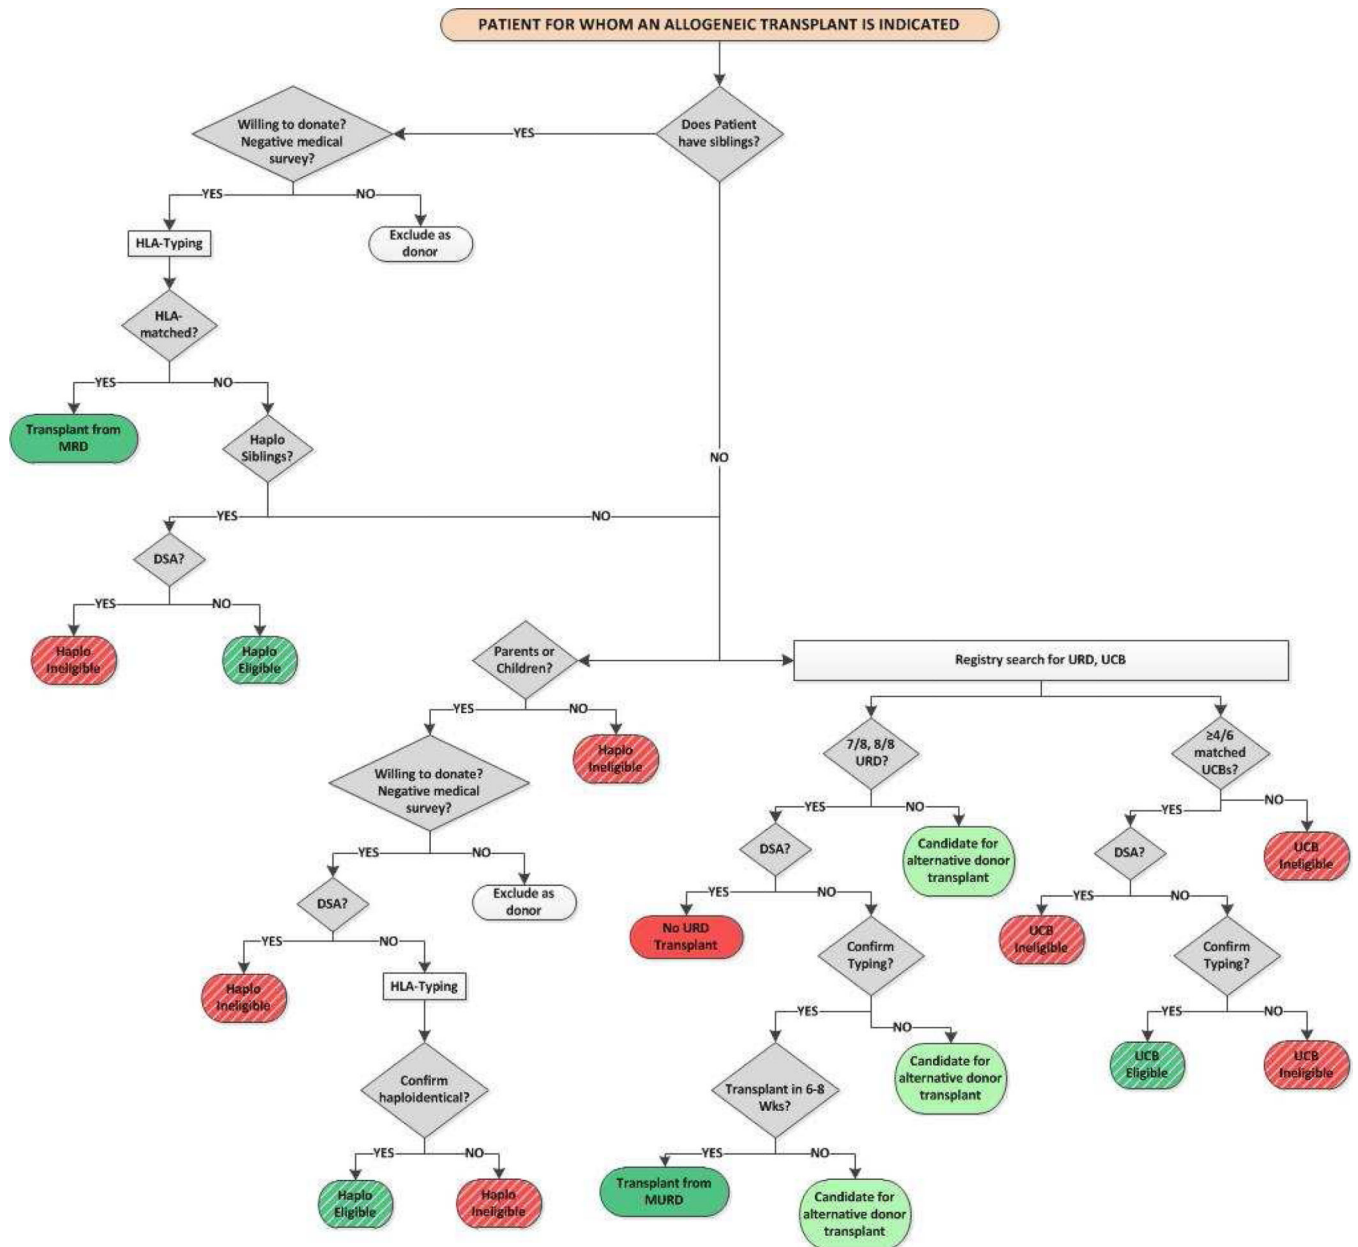 PATIENT FOR WHOM AN ALLOGENEIC TRANSPLANT IS INDICATED
Does Patient
have siblings?
YES
Willing to donate?
Negative medical
survey?
YES
NO
HLA-Typing
Exclude as
donor
HLA-
matched?
YES
NO
Transplant from
MRD
Haplo
Siblings?
NO
YES
NO
DSA?
YES
NO
Haplo
Ineligible
Haplo
Eligible
Parents or
Children?
Registry search for URD, UCB
YES
NO
Haplo
Ineligible
Willing to donate?
Negative medical
survey?
YES
NO
DSA?
Exclude as
donor
YES
NO
Haplo
Ineligible
HLA-Typing
Confirm
haploidentical?
YES
NO
Haplo
Eligible
Haplo
Ineligible
7/8, 8/8
URD?
YES
NO
DSA?
Candidate for
alternative donor
transplant
YES
NO
No URD
Transplant
Confirm
Typing?
YES
NO
Transplant in 6-8
Wks?
Candidate for
alternative donor
transplant
YES
NO
Transplant from
MURD
Candidate for
alternative donor
transplant
≥4/6
matched
UCBs?
YES
NO
DSA?
UCB
Ineligible
YES
NO
UCB
Ineligible
Confirm
Typing?
YES
NO
UCB
Eligible
UCB
Ineligible